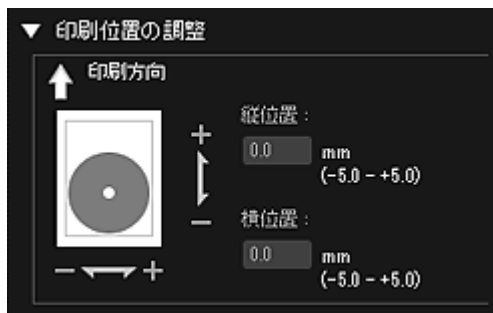 ▼ 印刷位置の調整
印刷方向
縦位置：
0.0 mm
(-5.0 – +5.0)
横位置：
0.0 mm
(-5.0 – +5.0)
+
−
− +